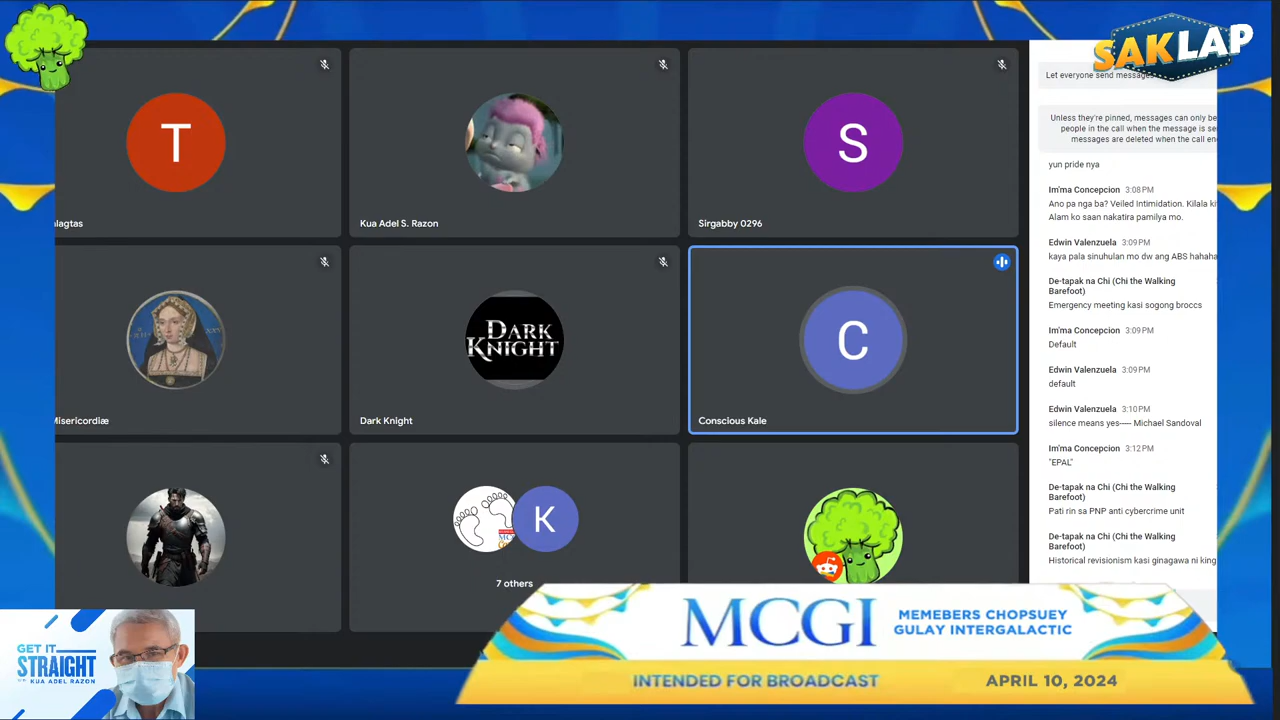 SAKLAP
T
S
lagtas
Kua Adel S. Razon
Sirgabby 0296
DARK
KNIGHT
C
Misericordiæ
Dark Knight
Conscious Kale
K
7 others
Let everyone send messages
Unless they're pinned, messages can only be
people in the call when the message is se
messages are deleted when the call en
yun pride nya
Im'ma Concepcion 3:08 PM
Ano pa nga ba? Veiled Intimidation. Kilala ki
Alam ko saan nakatira pamilya mo.
Edwin Valenzuela 3:09 PM
kaya pala sinuhulan mo dw ang ABS hahaha
De-tapak na Chi (Chi the Walking
Barefoot)
Emergency meeting kasi sogong broccs
Im'ma Concepcion 3:09 PM
Default
Edwin Valenzuela 3:09 PM
default
Edwin Valenzuela 3:10 PM
silence means yes----- Michael Sandoval
Im'ma Concepcion 3:12 PM
"EPAL"
De-tapak na Chi (Chi the Walking
Barefoot)
Pati rin sa PNP anti cybercrime unit
De-tapak na Chi (Chi the Walking
Barefoot)
Historical revisionism kasi ginagawa ni king
GET IT
STRAIGHT
KUA ADEL RAZON
MCGI
MEMEBERS CHOPSUEY
GULAY INTERGALACTIC
INTENDED FOR BROADCAST
APRIL 10, 2024